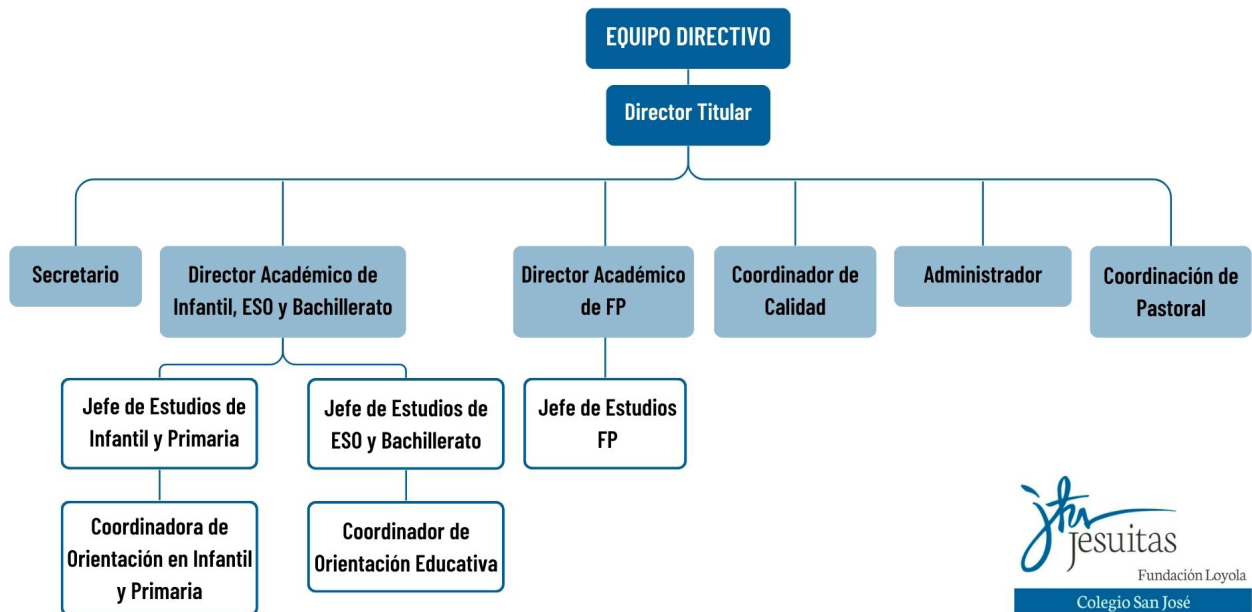 EQUIPO DIRECTIVO
Director Titular
Secretario
Director Académico de
Infantil, ESO y Bachillerato
Director Académico
de FP
Coordinador de
Calidad
Administrador
Coordinación de
Pastoral
Jefe de Estudios de
Infantil y Primaria
Jefe de Estudios de
ESO y Bachillerato
Jefe de Estudios
FP
Coordinadora de
Orientación en Infantil
y Primaria
Coordinador de
Orientación Educativa
jesuitas
Fundación Loyola
Colegio San José